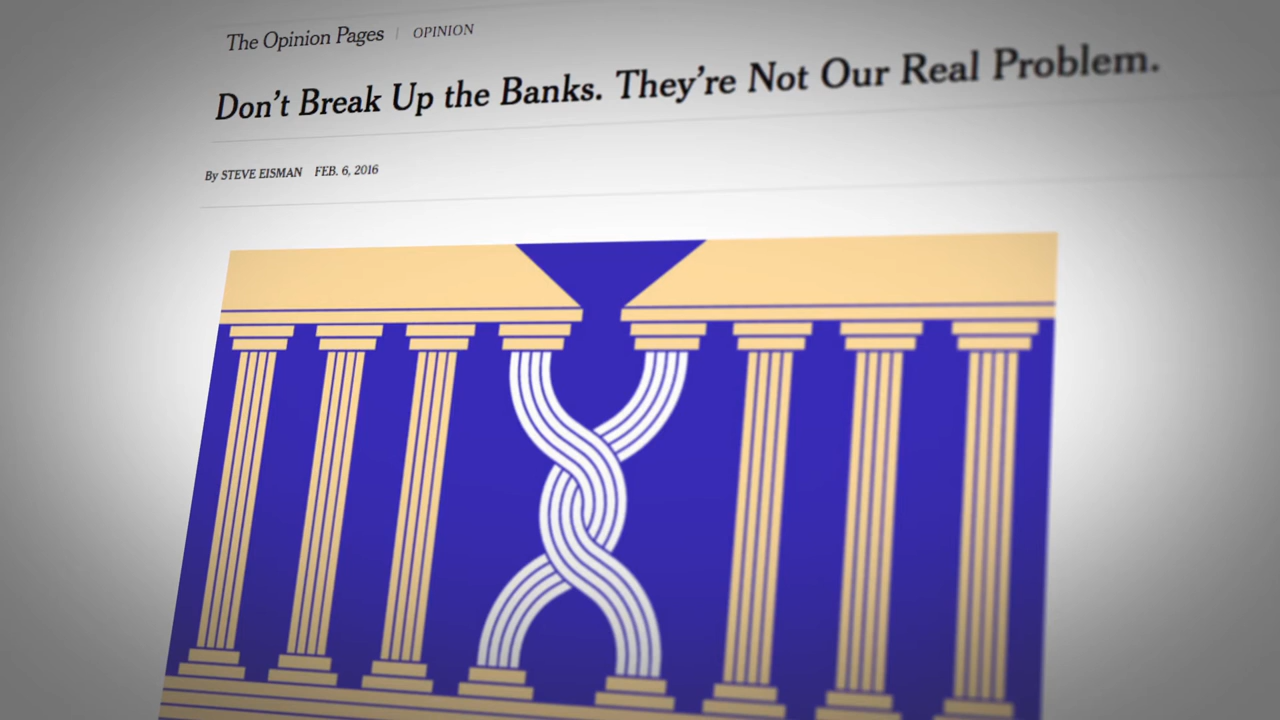 The Opinion Pages | OPINION
Don't Break Up the Banks. They're Not Our Real Problem.
By STEVE EISMAN FEB. 6, 2016